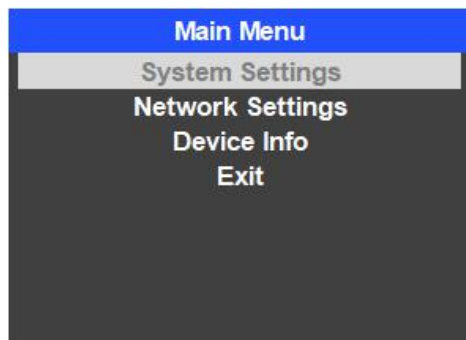 Main Menu
System Settings
Network Settings
Device Info
Exit